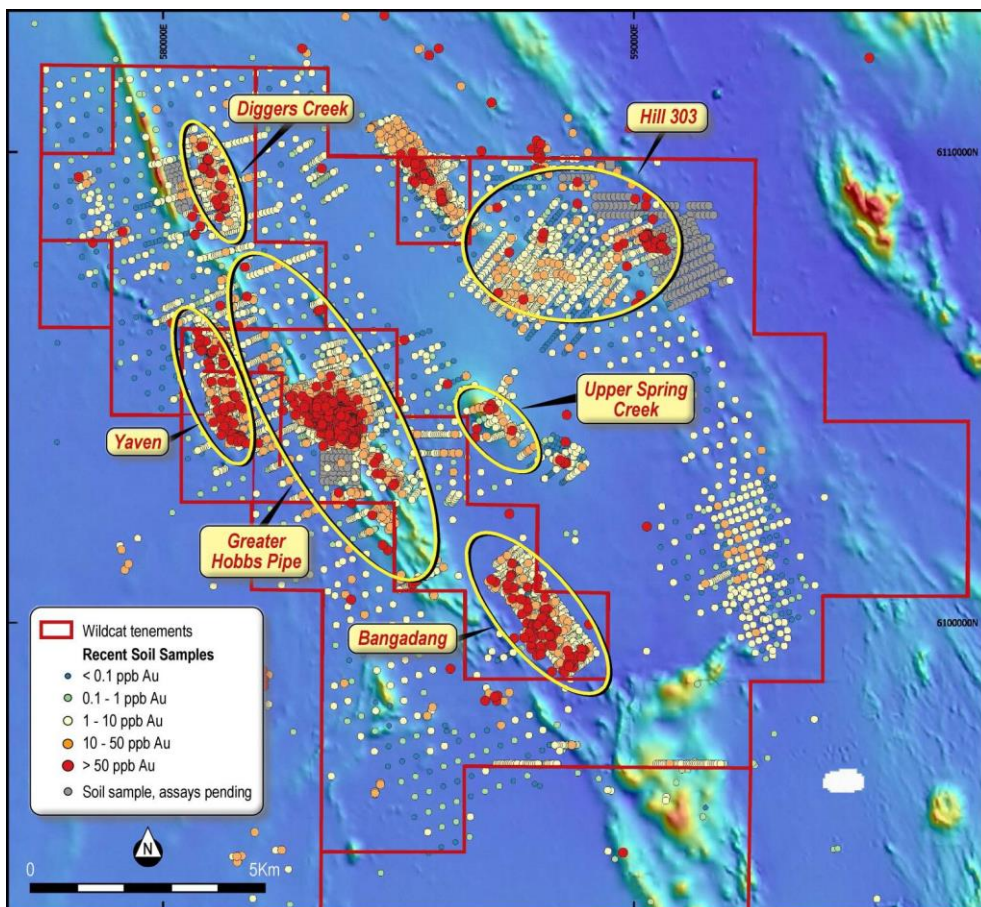 580000E
590000E
Diggers Creek
Hill 303
6110000N
Upper Spring
Creek
Yaven
Greater
Hobbs Pipe
Bangadang
6100000N
Wildcat tenements
Recent Soil Samples
< 0.1 ppb Au
0.1 - 1 ppb Au
1 - 10 ppb Au
10 - 50 ppb Au
> 50 ppb Au
Soil sample, assays pending
N
0 5Km